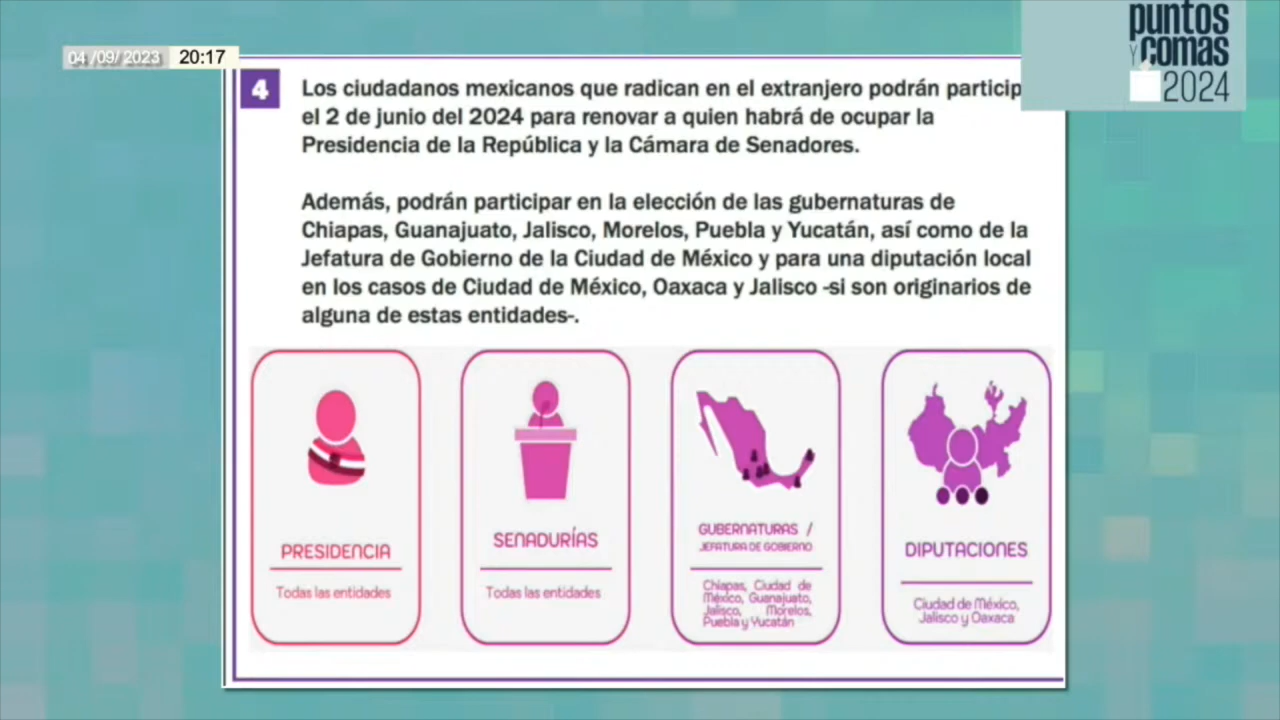 04 /09/ 2023 20:17
puntos
y comas
2024
4
Los ciudadanos mexicanos que radican en el extranjero podrán particip
el 2 de junio del 2024 para renovar a quien habrá de ocupar la
Presidencia de la República y la Cámara de Senadores.
Además, podrán participar en la elección de las gubernaturas de
Chiapas, Guanajuato, Jalisco, Morelos, Puebla y Yucatán, así como de la
Jefatura de Gobierno de la Ciudad de México y para una diputación local
en los casos de Ciudad de México, Oaxaca y Jalisco -si son originarios de
alguna de estas entidades-.
PRESIDENCIA
Todas las entidades
SENADURÍAS
Todas las entidades
GUBERNATURAS /
JEFATURA DE GOBIERNO
Chiapas, Ciudad de
México, Guanajuato,
Jalisco, Morelos,
Puebla y Yucatán
DIPUTACIONES
Ciudad de México,
Jalisco y Oaxaca